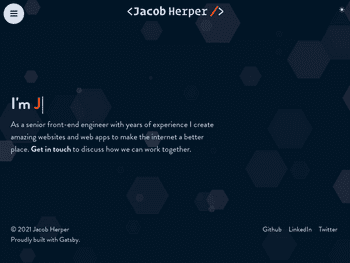 <Jacob Herper />
I'm J
As a senior front-end engineer with years of experience I create
amazing websites and web apps to make the internet a better
place. Get in touch to discuss how we can work together.
© 2021 Jacob Herper
Proudly built with Gatsby.
Github LinkedIn Twitter